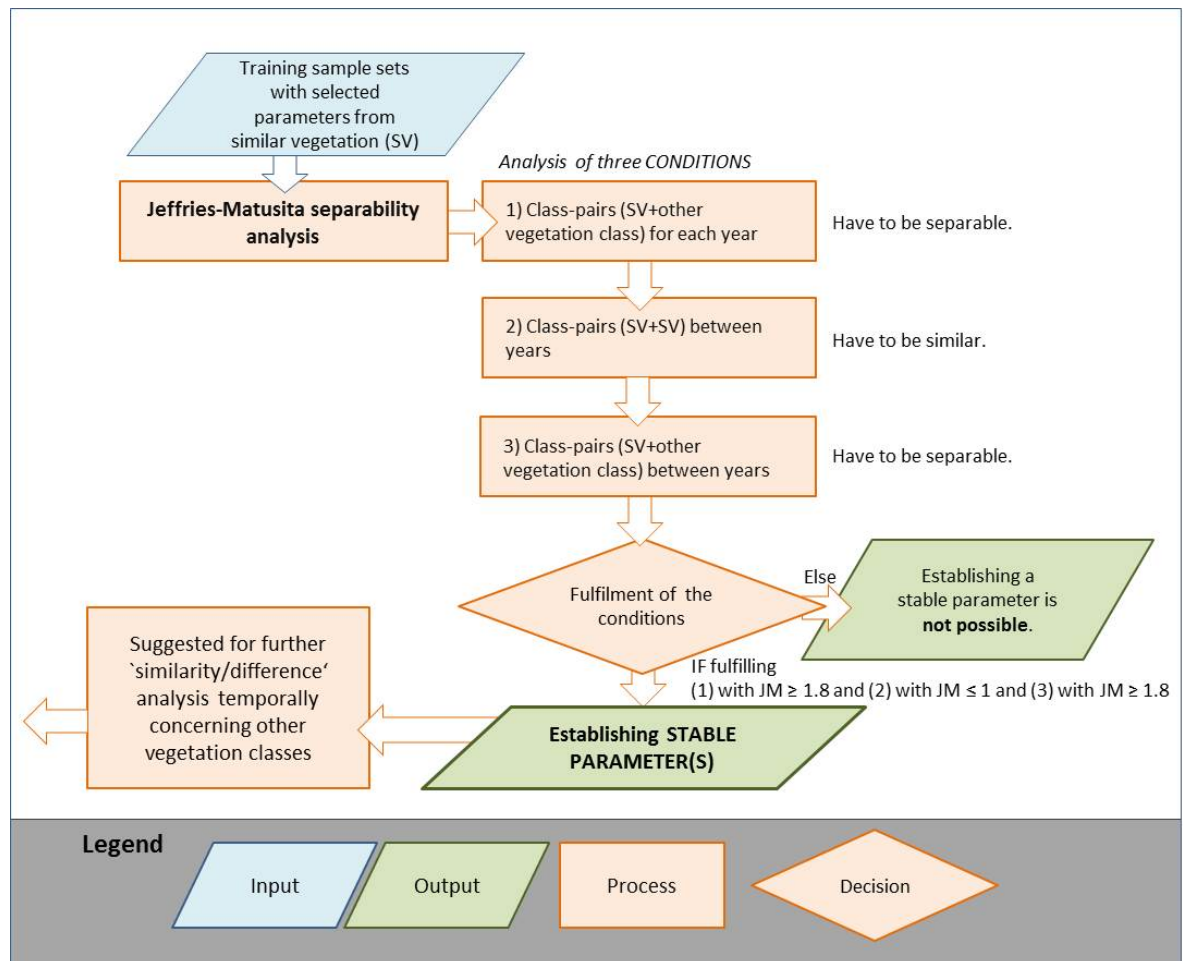 Training sample sets
with selected
parameters from
similar vegetation (SV)
Analysis of three CONDITIONS
Jeffries-Matusita separability
analysis
1) Class-pairs (SV+other
vegetation class) for each year
Have to be separable.
2) Class-pairs (SV+SV) between
years
Have to be similar.
3) Class-pairs (SV+other
vegetation class) between years
Have to be separable.
Fulfilment of the
conditions
Else
Establishing a
stable parameter is
not possible.
IF fulfilling
(1) with JM ≥ 1.8 and (2) with JM ≤ 1 and (3) with JM ≥ 1.8
Establishing STABLE
PARAMETER(S)
Suggested for further
`similarity/difference‘
analysis temporally
concerning other
vegetation classes
Legend
Input
Output
Process
Decision